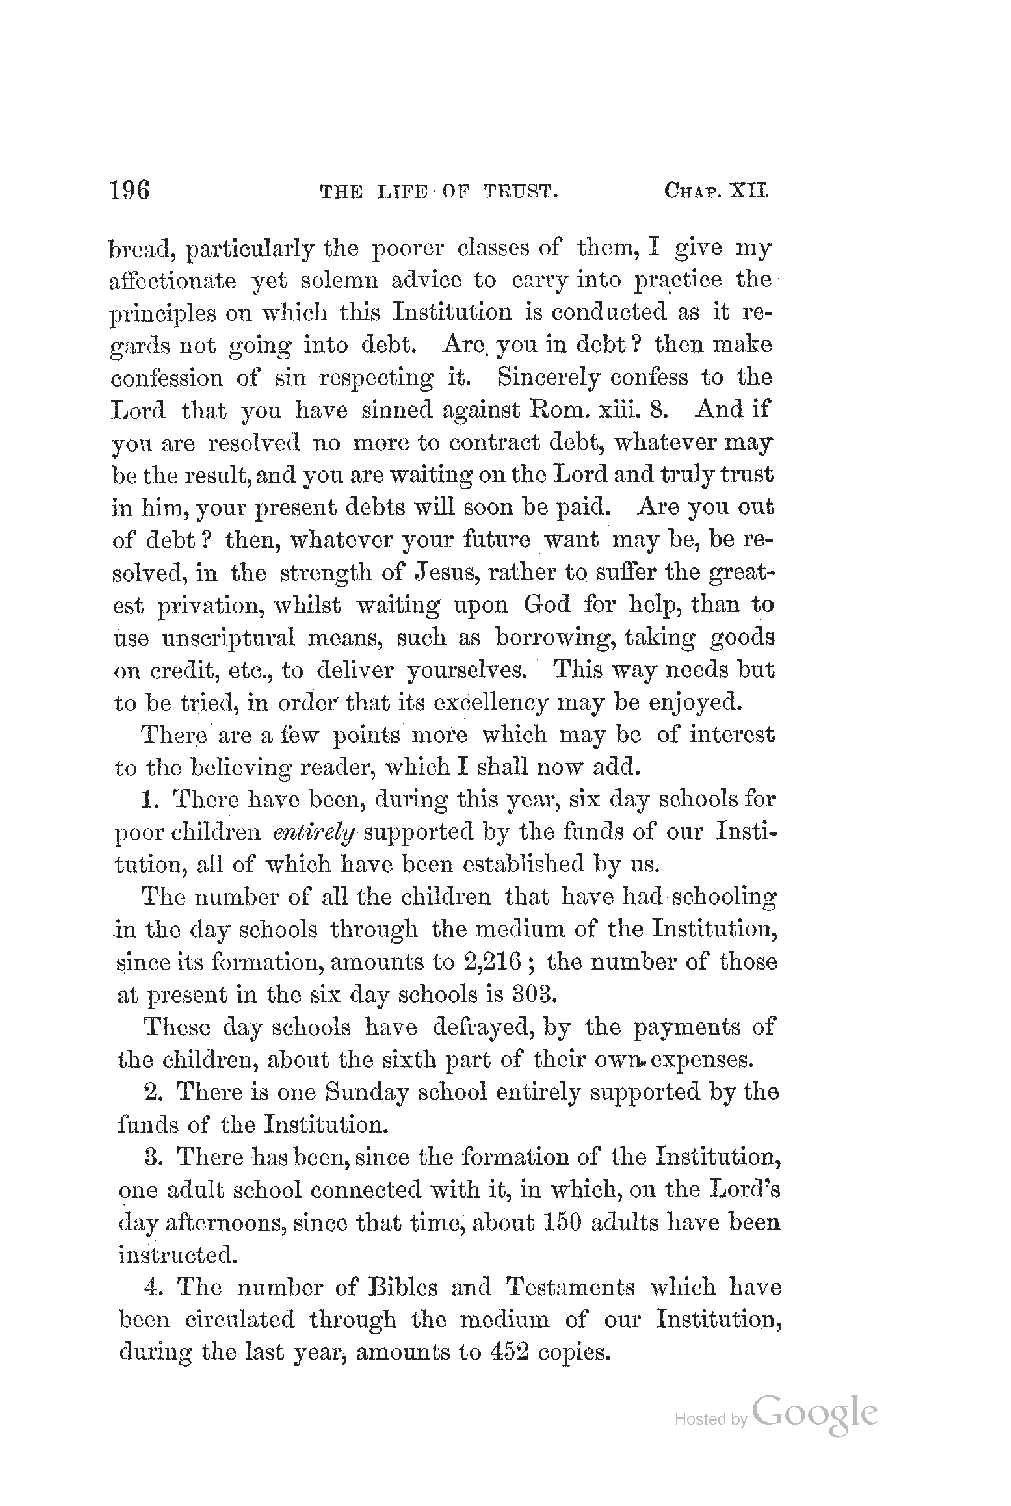 196 THE LIFE OF TRUST. CHAP. XII.
bread, particularly the poorer classes of them, I give my
affectionate yet solemn advice to carry into practice the
principles on which this Institution is conducted as it re-
gards not going into debt. Are you in debt? then make
confession of sin respecting it. Sincerely confess to the
Lord that you have sinned against Rom. xiii. 8. And if
you are resolved no more to contract debt, whatever may
be the result, and you are waiting on the Lord and truly trust
in him, your present debts will soon be paid. Are you out
of debt? then, whatever your future want may be, be re-
solved, in the strength of Jesus, rather to suffer the great-
est privation, whilst waiting upon God for help, than to
use unscriptural means, such as borrowing, taking goods
on credit, etc., to deliver yourselves. This way needs but
to be tried, in order that its excellency may be enjoyed.
There are a few points more which may be of interest
to the believing reader, which I shall now add.
1. There have been, during this year, six day schools for
poor children entirely supported by the funds of our Insti-
tution, all of which have been established by us.
The number of all the children that have had schooling
in the day schools through the medium of the Institution,
since its formation, amounts to 2,216; the number of those
at present in the six day schools is 303.
These day schools have defrayed, by the payments of
the children, about the sixth part of their own expenses.
2. There is one Sunday school entirely supported by the
funds of the Institution.
3. There has been, since the formation of the Institution,
one adult school connected with it, in which, on the Lord's
day afternoons, since that time, about 150 adults have been
instructed.
4. The number of Bibles and Testaments which have
been circulated through the medium of our Institution,
during the last year, amounts to 452 copies.
Hosted by Google